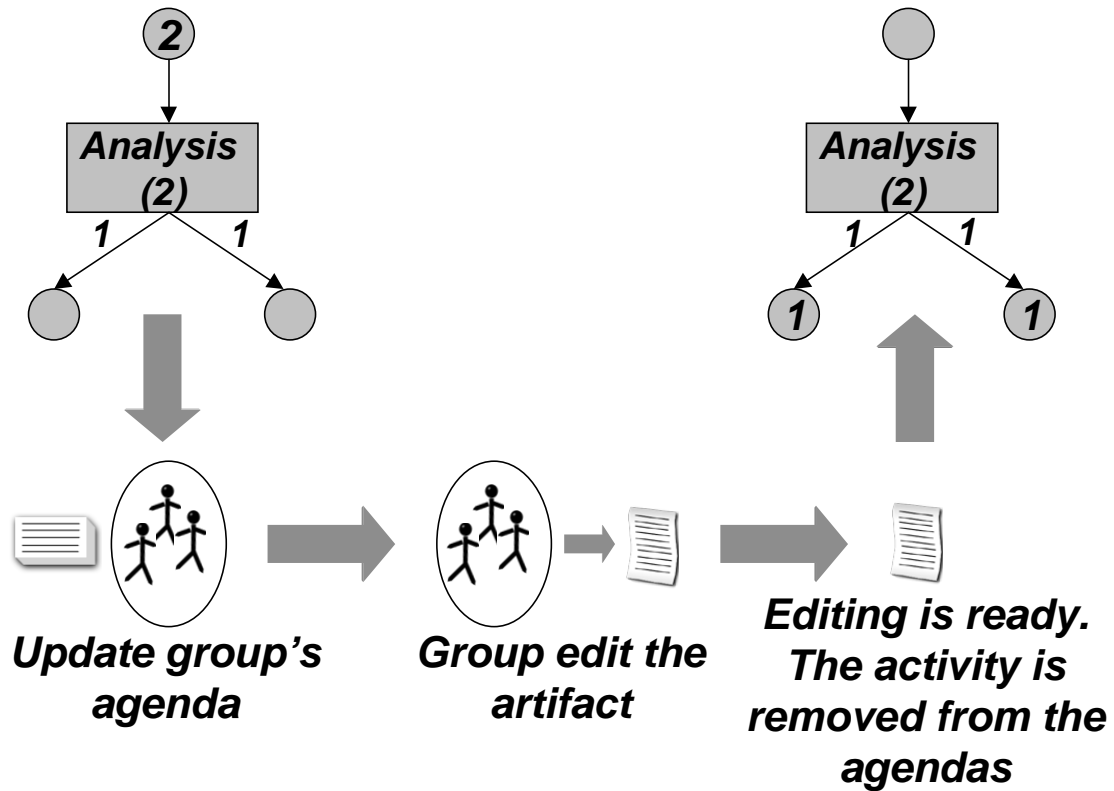 2
Analysis
(2)
1 1
Analysis
(2)
1 1
1 1
Update group’s
agenda
Group edit the
artifact
Editing is ready.
The activity is
removed from the
agendas